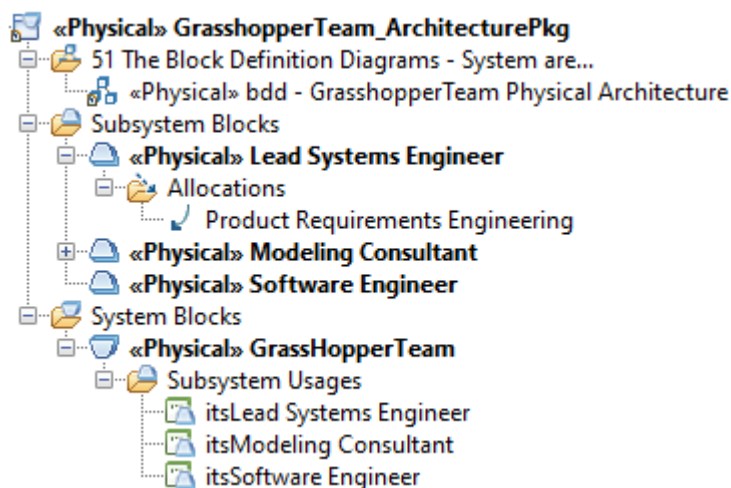 «Physical» GrasshopperTeam_ArchitecturePkg
51 The Block Definition Diagrams - System are...
«Physical» bdd - GrasshopperTeam Physical Architecture
Subsystem Blocks
«Physical» Lead Systems Engineer
Allocations
Product Requirements Engineering
«Physical» Modeling Consultant
«Physical» Software Engineer
System Blocks
«Physical» GrassHopperTeam
Subsystem Usages
itsLead Systems Engineer
itsModeling Consultant
itsSoftware Engineer